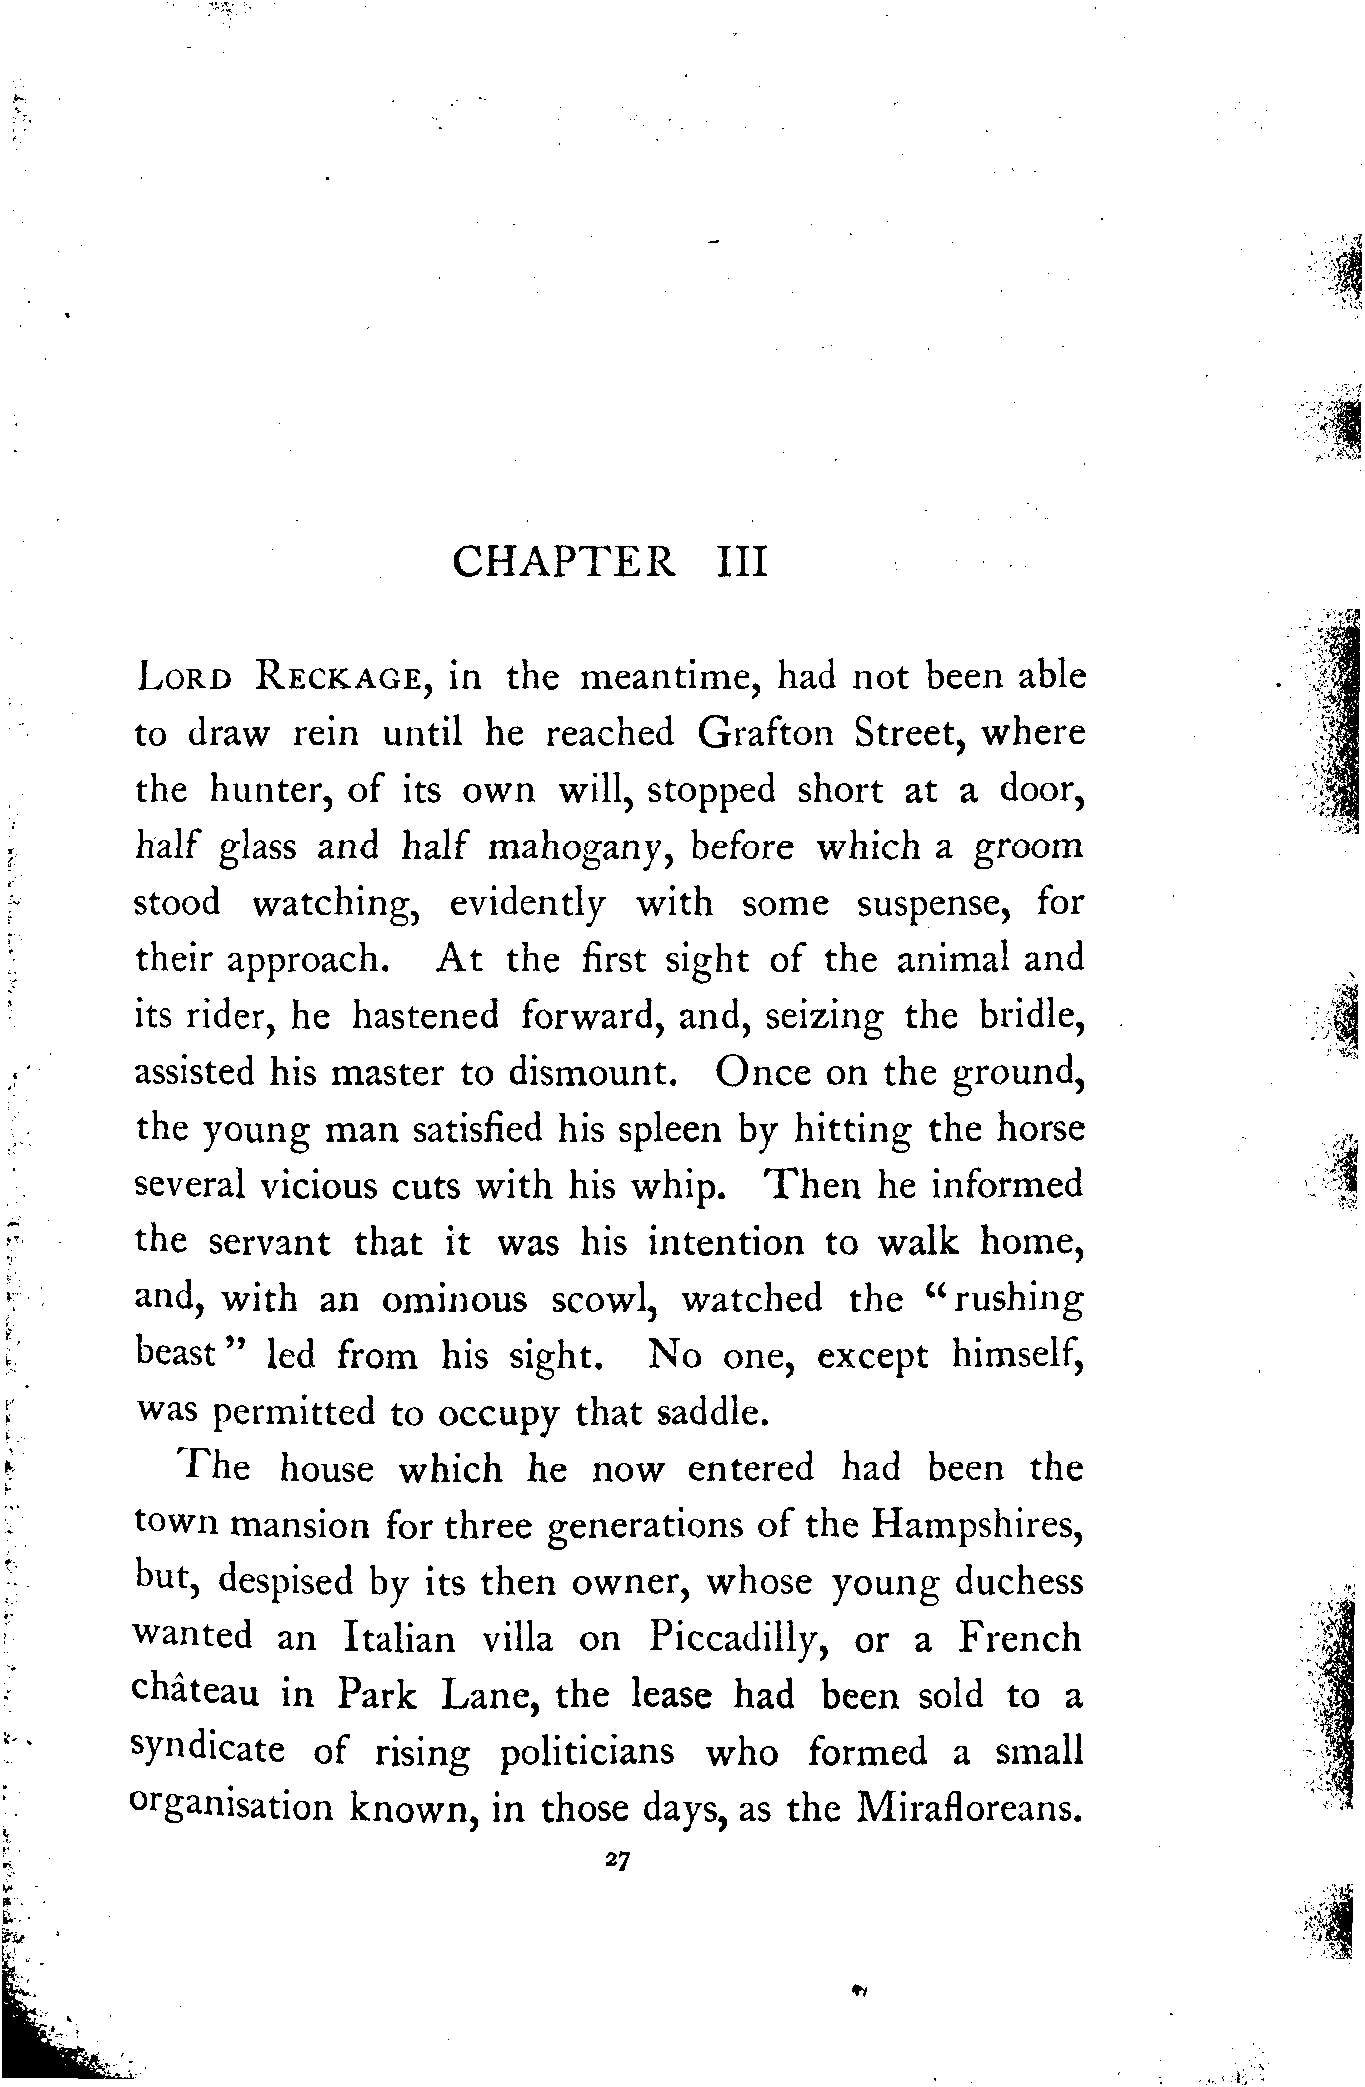 CHAPTER III
LORD RECKAGE, in the meantime, had not been able
to draw rein until he reached Grafton Street, where
the hunter, of its own will, stopped short at a door,
half glass and half mahogany, before which a groom
stood watching, evidently with some suspense, for
their approach. At the first sight of the animal and
its rider, he hastened forward, and, seizing the bridle,
assisted his master to dismount. Once on the ground,
the young man satisfied his spleen by hitting the horse
several vicious cuts with his whip. Then he informed
the servant that it was his intention to walk home,
and, with an ominous scowl, watched the “rushing
beast” led from his sight. No one, except himself,
was permitted to occupy that saddle.
The house which he now entered had been the
town mansion for three generations of the Hampshires,
but, despised by its then owner, whose young duchess
wanted an Italian villa on Piccadilly, or a French
château in Park Lane, the lease had been sold to a
syndicate of rising politicians who formed a small
organisation known, in those days, as the Mirafloreans.
27